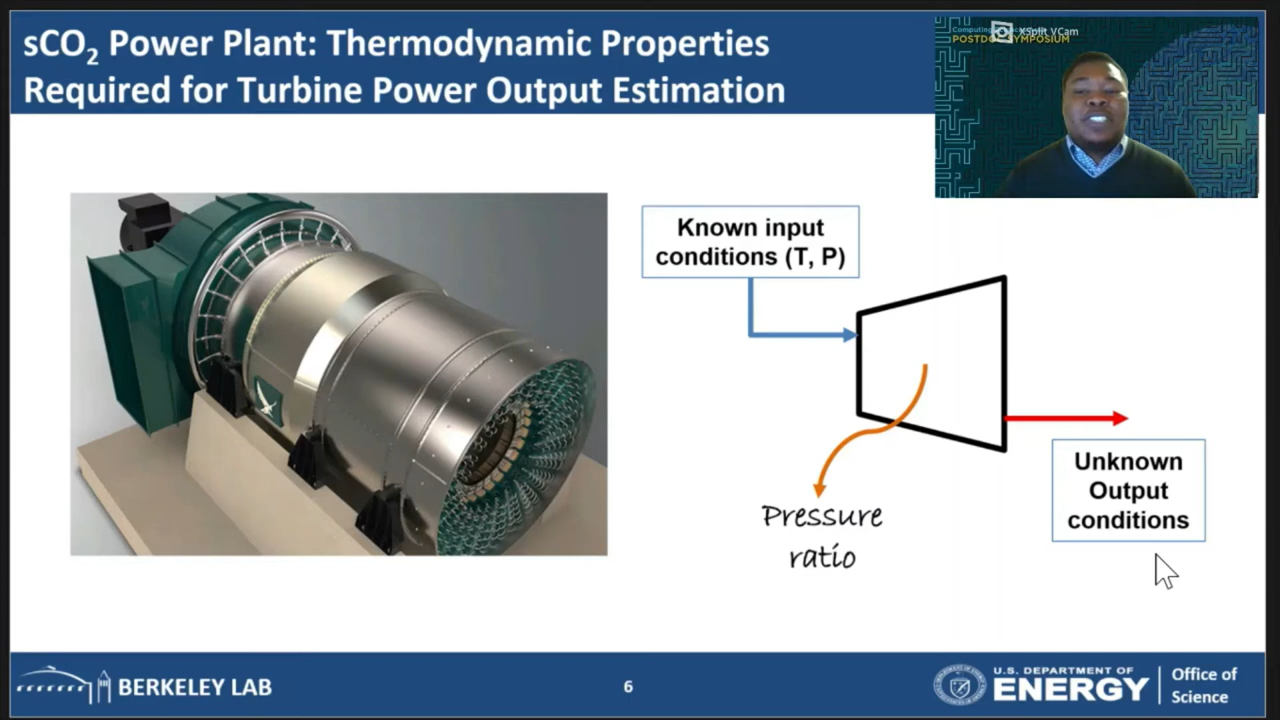 sCO₂ Power Plant: Thermodynamic Properties
Required for Turbine Power Output Estimation
XSplit VCam
POSTDOC SYMPOSIUM
Known input
conditions (T, P)
Pressure
ratio
Unknown
Output
conditions
BERKELEY LAB
6
U.S. DEPARTMENT OF
ENERGY
Office of
Science